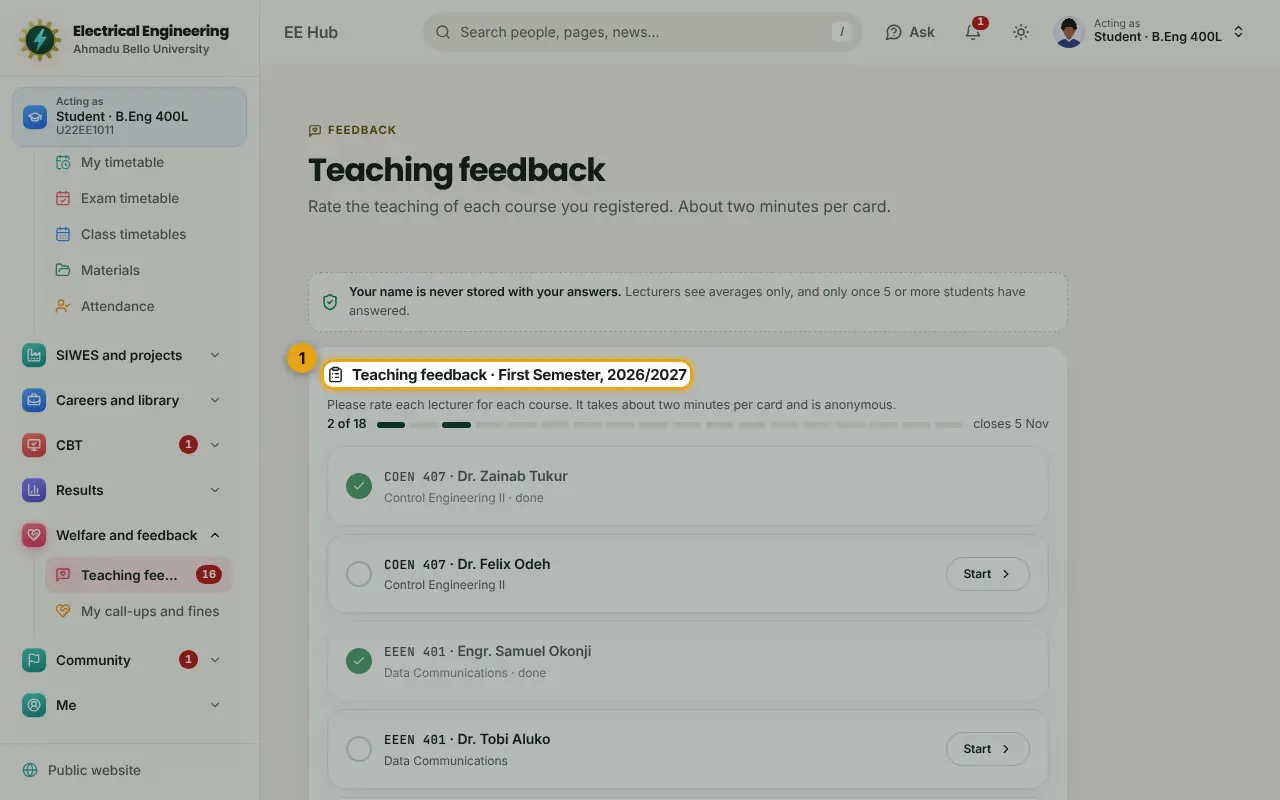 Electrical Engineering
Ahmadu Bello University
EE Hub
Search people, pages, news...
/
Ask
1
Acting as
Student · B.Eng 400L
Acting as
Student · B.Eng 400L
U22EE1011
My timetable
Exam timetable
Class timetables
Materials
Attendance
SIWES and projects
Careers and library
CBT
1
Results
Welfare and feedback
Teaching fee...
16
My call-ups and fines
Community
1
Me
Public website
FEEDBACK
Teaching feedback
Rate the teaching of each course you registered. About two minutes per card.
Your name is never stored with your answers. Lecturers see averages only, and only once 5 or more students have
answered.
1
Teaching feedback · First Semester, 2026/2027
Please rate each lecturer for each course. It takes about two minutes per card and is anonymous.
2 of 18
closes 5 Nov
COEN 407 · Dr. Zainab Tukur
Control Engineering II · done
COEN 407 · Dr. Felix Odeh
Control Engineering II
Start
EEEN 401 · Engr. Samuel Okonji
Data Communications · done
EEEN 401 · Dr. Tobi Aluko
Data Communications
Start